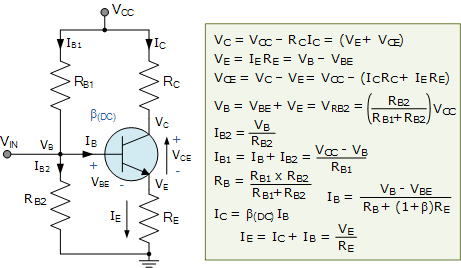 VCC
IB1
IC
RB1
RC
β(DC)
VC
VIN
VB
IB
+
VCE
IB2
+
VBE
-
-
VE
RB2
IE
RE
VC = VCC - RCIC = (VE + VCE)
VE = IERE = VB - VBE
VCE = VC - VE = VCC - (ICRC + IERE)
VB = VBE + VE = VRB2 = (RB2 / RB1 + RB2) VCC
IB2 = VB / RB2
IB1 = IB + IB2 = VCC - VB / RB1
RB = RB1 x RB2 / RB1 + RB2
IB = VB - VBE / RB + (1+β)RE
IC = β(DC) IB
IE = IC + IB = VE / RE